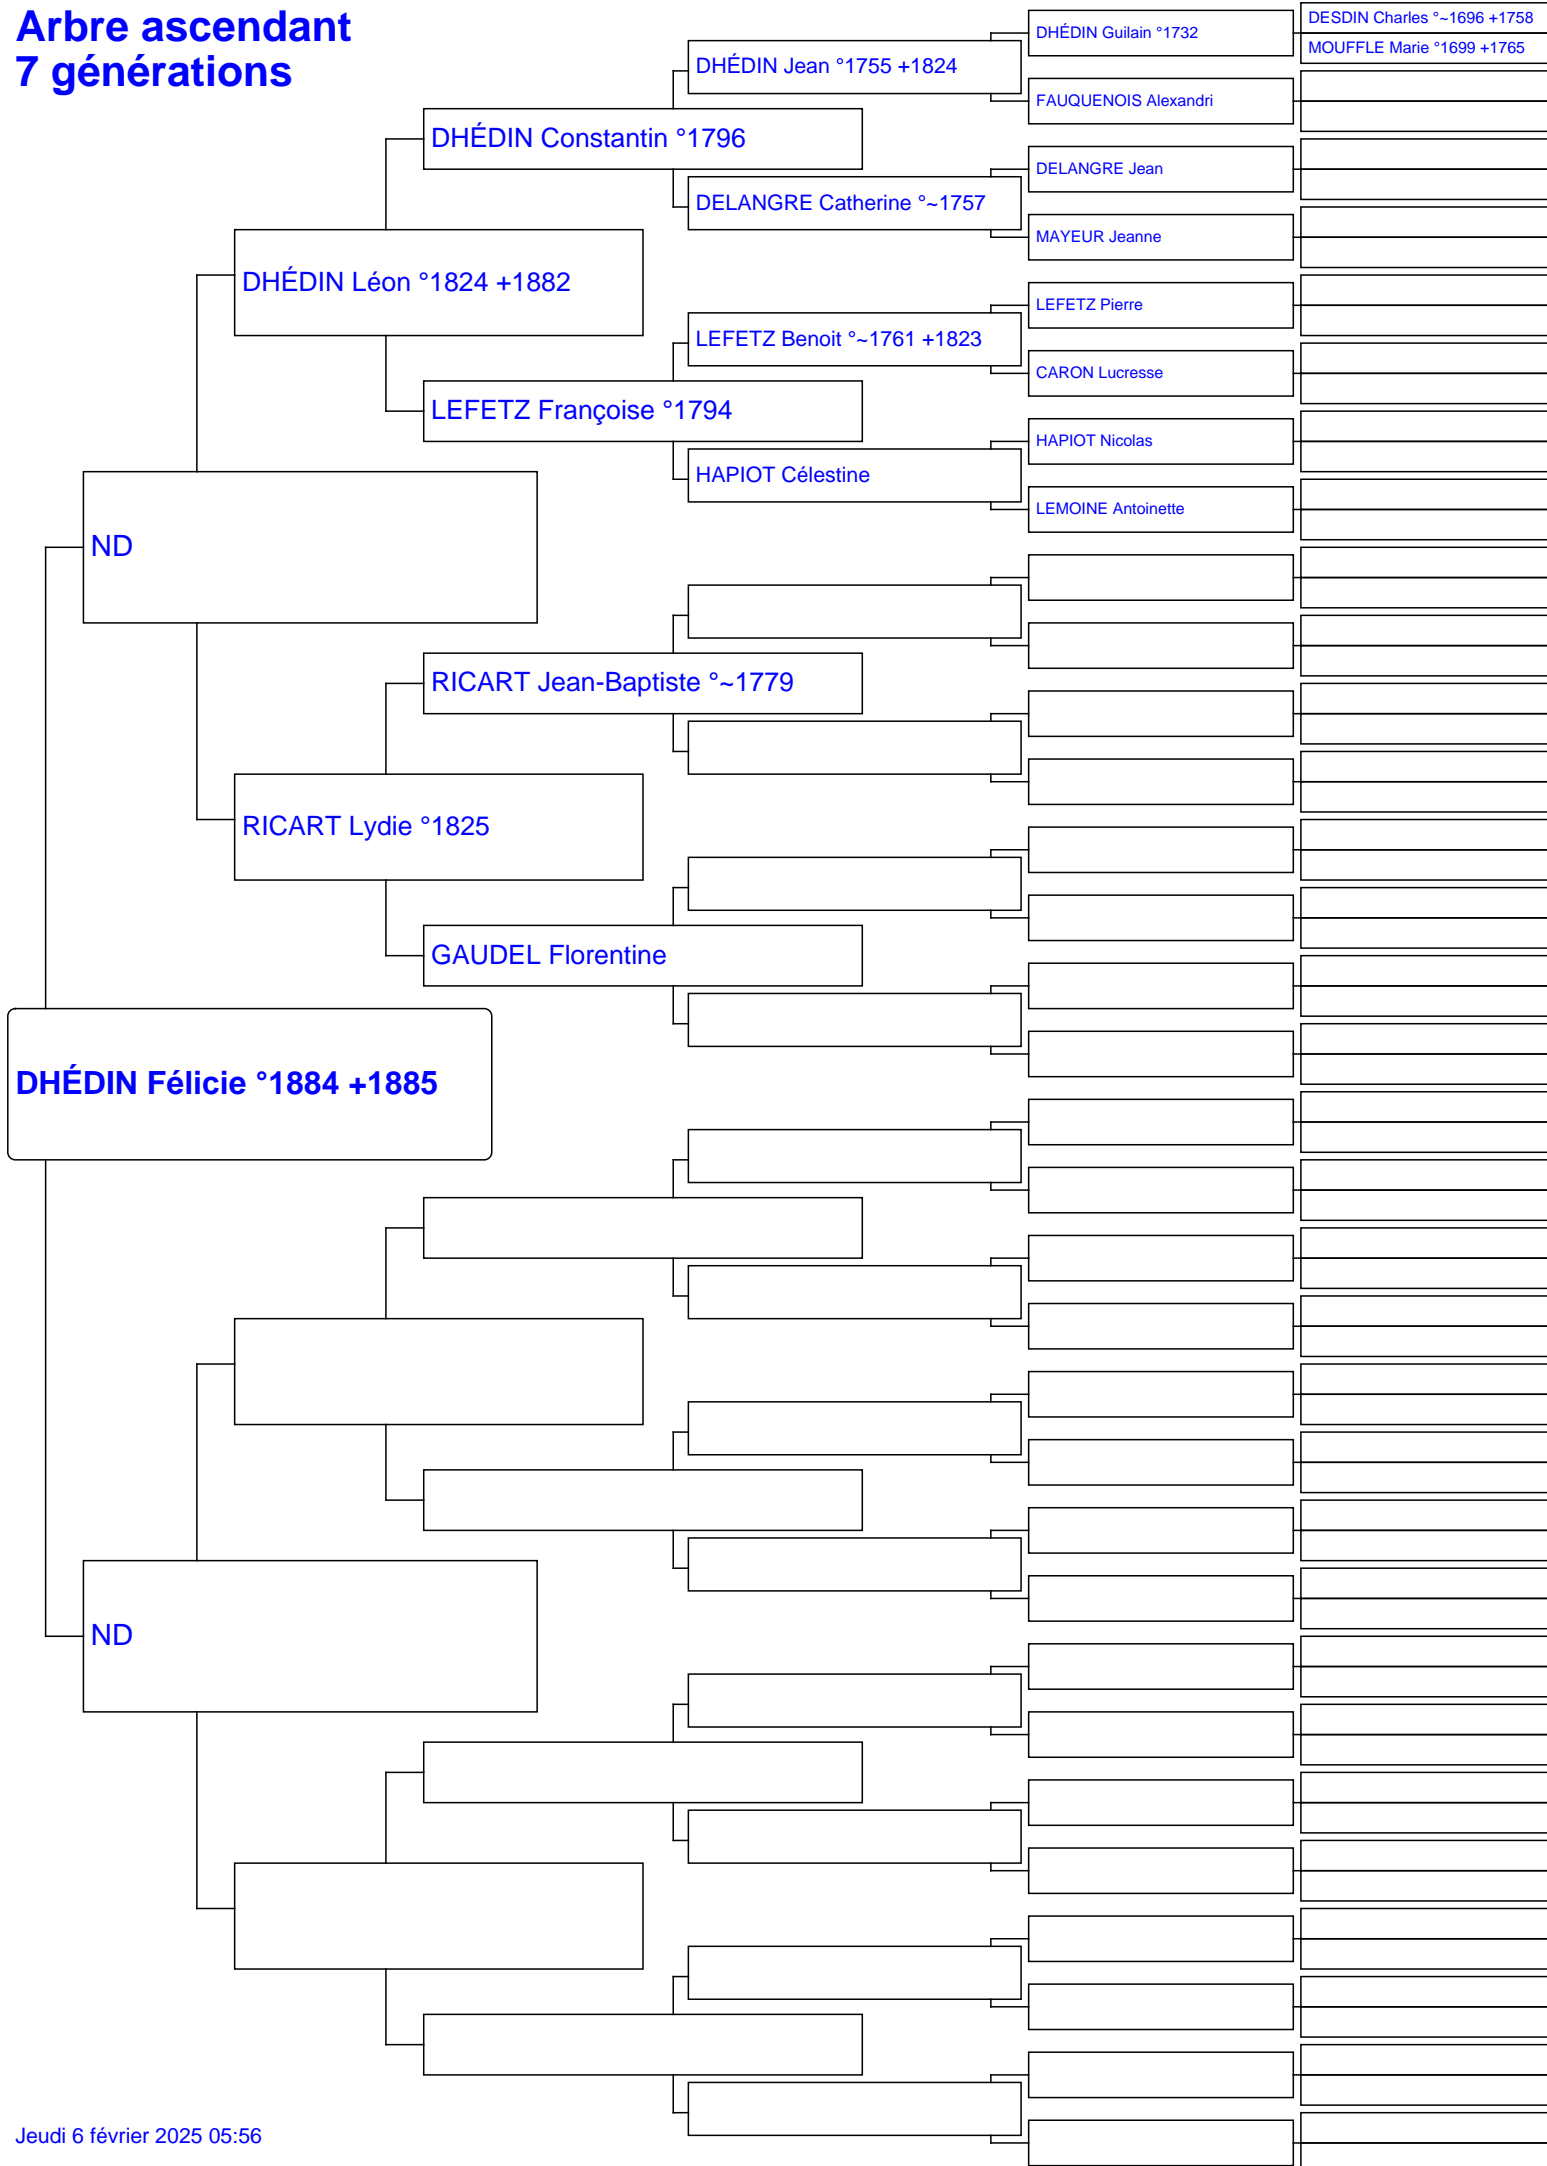 Arbre ascendant
7 générations
DESDIN Charles °~1696 +1758
DHÉDIN Guilain °1732
MOUFFLE Marie °1699 +1765
DHÉDIN Jean °1755 +1824
FAUQUENOIS Alexandri
DHÉDIN Constantin °1796
DELANGRE Jean
DELANGRE Catherine °~1757
MAYEUR Jeanne
DHÉDIN Léon °1824 +1882
LEFETZ Pierre
LEFETZ Benoit °~1761 +1823
CARON Lucresse
LEFETZ Françoise °1794
HAPIOT Nicolas
HAPIOT Célestine
LEMOINE Antoinette
ND
RICART Jean-Baptiste °~1779
RICART Lydie °1825
GAUDEL Florentine
DHÉDIN Félicie °1884 +1885
ND
Jeudi 6 février 2025 05:56